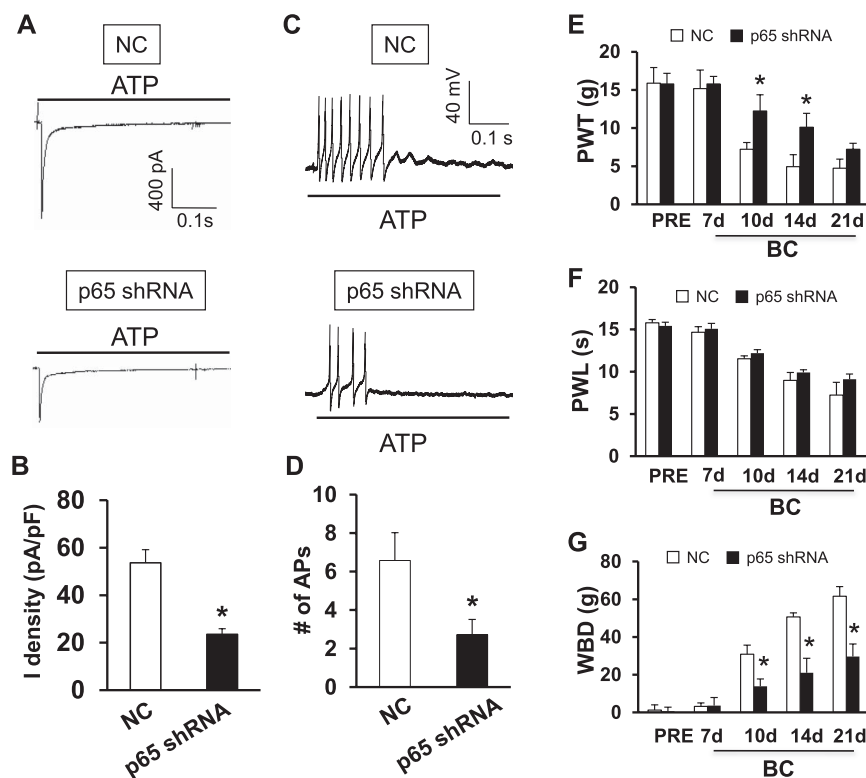 A
NC
ATP
400 pA
0.1s
p65 shRNA
ATP
B
I density (pA/pF)
80
60
40
20
0
*
NC
p65 shRNA
C
NC
40 mV
0.1 s
ATP
p65 shRNA
ATP
D
# of APs
10
8
6
4
2
0
*
NC
p65 shRNA
E
NC p65 shRNA
PWT (g)
20
15
10
5
0
* *
PRE 7d 10d 14d 21d
BC
F
NC p65 shRNA
PWL (s)
20
15
10
5
0
PRE 7d 10d 14d 21d
BC
G
NC p65 shRNA
WBD (g)
80
60
40
20
0
* * *
PRE 7d 10d 14d 21d
BC